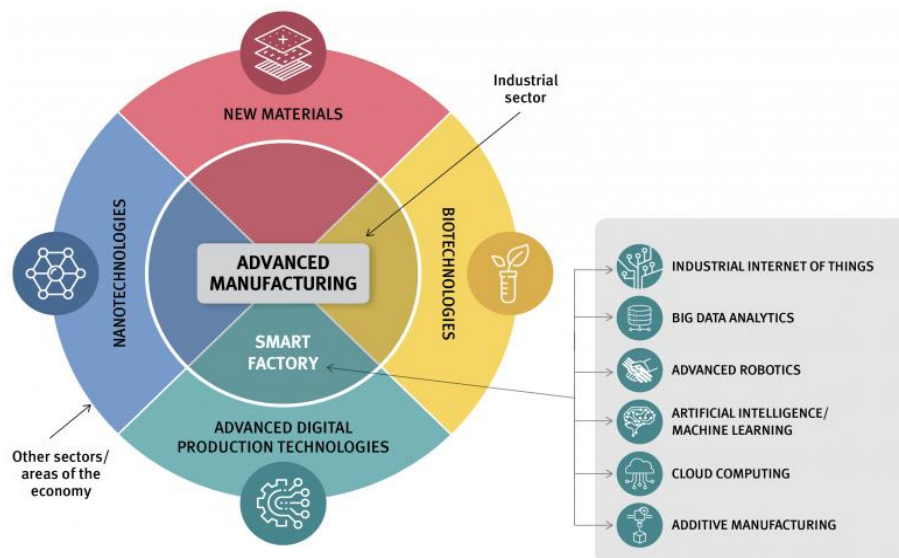 NEW MATERIALS
Industrial
sector
NANOTECHNOLOGIES
BIOTECHNOLOGIES
ADVANCED
MANUFACTURING
SMART
FACTORY
ADVANCED DIGITAL
PRODUCTION TECHNOLOGIES
Other sectors/
areas of the
economy
INDUSTRIAL INTERNET OF THINGS
BIG DATA ANALYTICS
ADVANCED ROBOTICS
ARTIFICIAL INTELLIGENCE/
MACHINE LEARNING
CLOUD COMPUTING
ADDITIVE MANUFACTURING